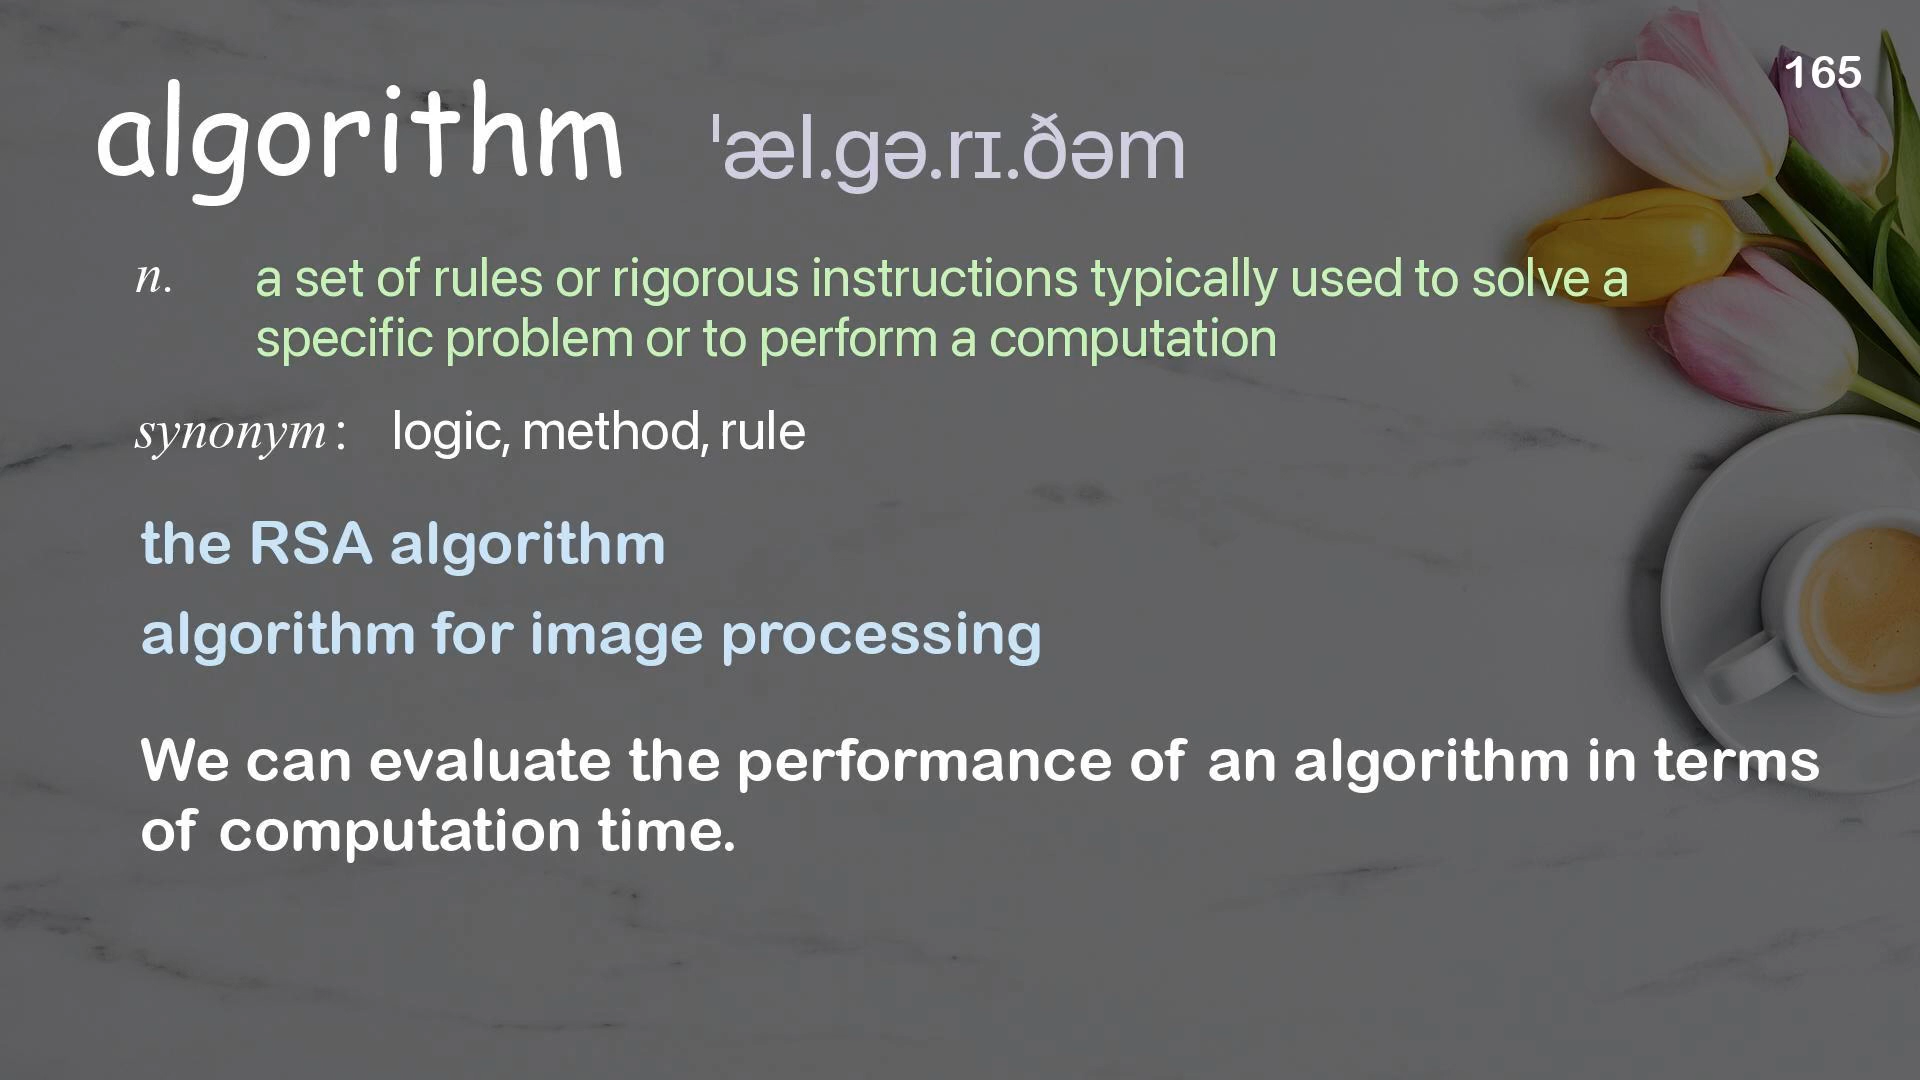 165
algorithm ˈæl.gə.rɪ.ðəm
n. a set of rules or rigorous instructions typically used to solve a
specific problem or to perform a computation
synonym: logic, method, rule
the RSA algorithm
algorithm for image processing
We can evaluate the performance of an algorithm in terms
of computation time.